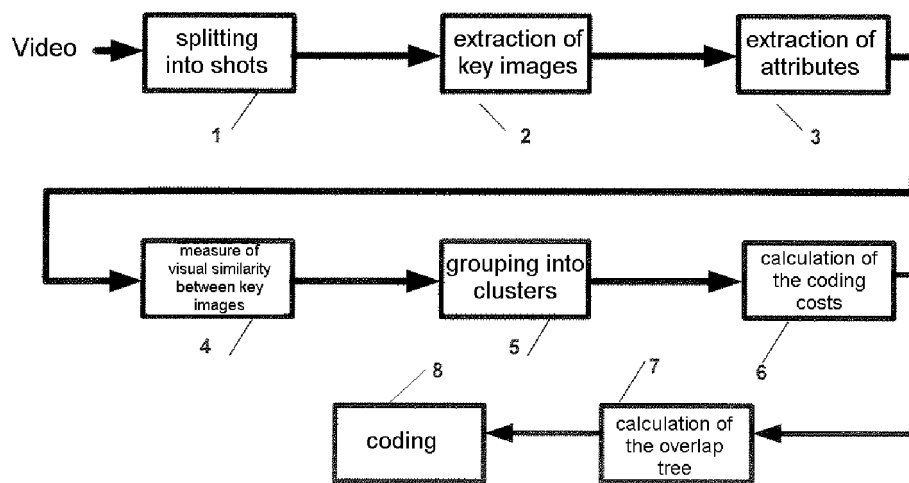 Video
splitting
into shots
extraction of
key images
extraction of
attributes
1
2
3
measure of
visual similarity
between key
images
grouping into
clusters
calculation of
the coding
costs
4
5
6
8
7
coding
calculation of
the overlap
tree